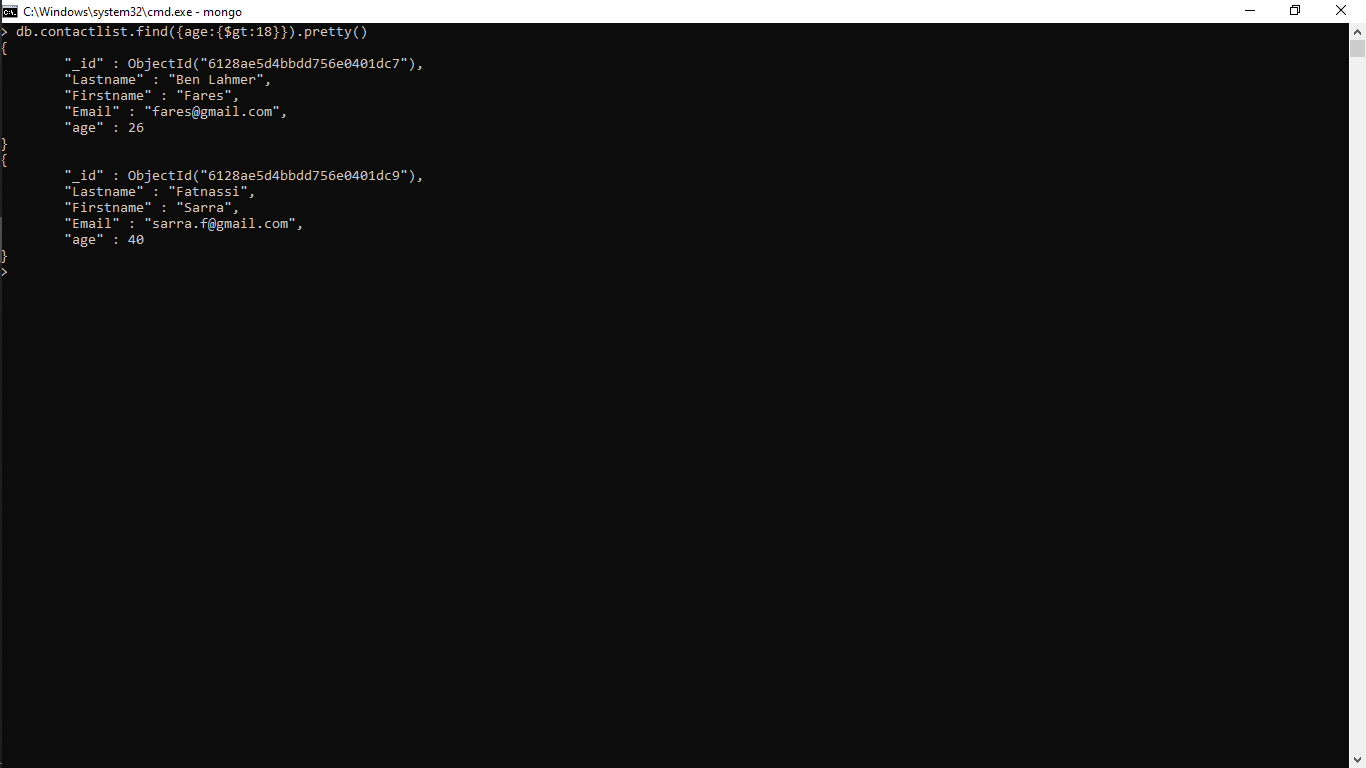 C:\Windows\system32\cmd.exe - mongo
> db.contactlist.find({age:{$gt:18}}).pretty()
{
        "_id" : ObjectId("6128ae5d4bbdd756e0401dc7"),
        "Lastname" : "Ben Lahmer",
        "Firstname" : "Fares",
        "Email" : "fares@gmail.com",
        "age" : 26
}
{
        "_id" : ObjectId("6128ae5d4bbdd756e0401dc9"),
        "Lastname" : "Fatnassi",
        "Firstname" : "Sarra",
        "Email" : "sarra.f@gmail.com",
        "age" : 40
}
>